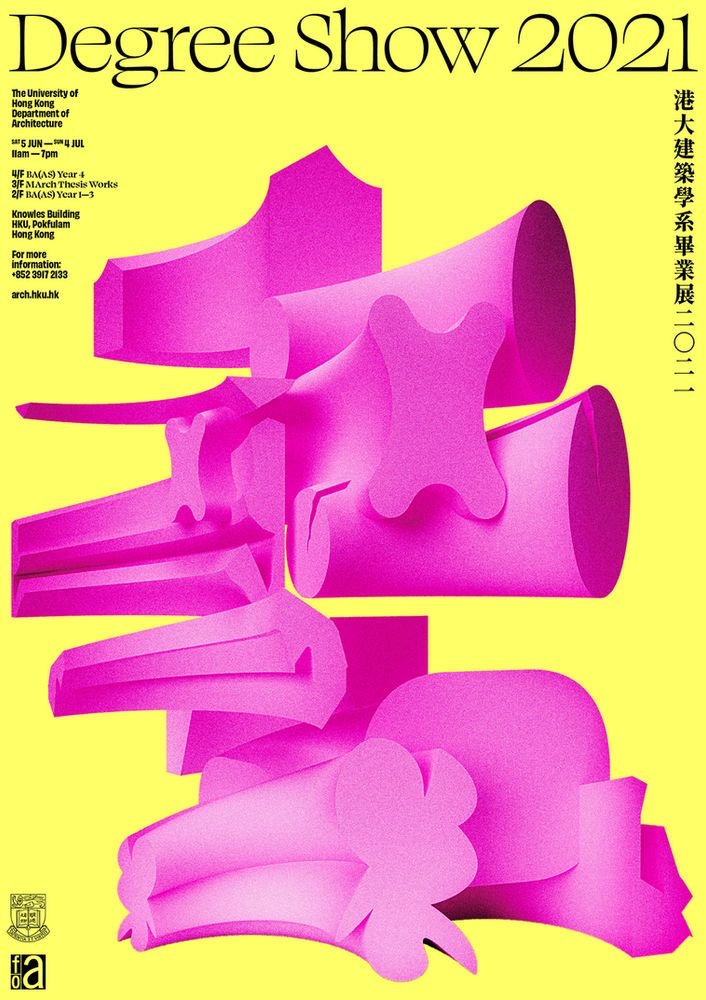 Degree Show 2021
The University of
Hong Kong
Department of
Architecture
SAT 5 JUN — SUN 4 JUL
11am — 7pm
4/F BA(AS) Year 4
3/F MArch Thesis Works
2/F BA(AS) Year 1—3
Knowles Building
HKU, Pokfulam
Hong Kong
For more
information:
+852 3917 2133
arch.hku.hk
港大建築學系畢業展二〇二一
foa